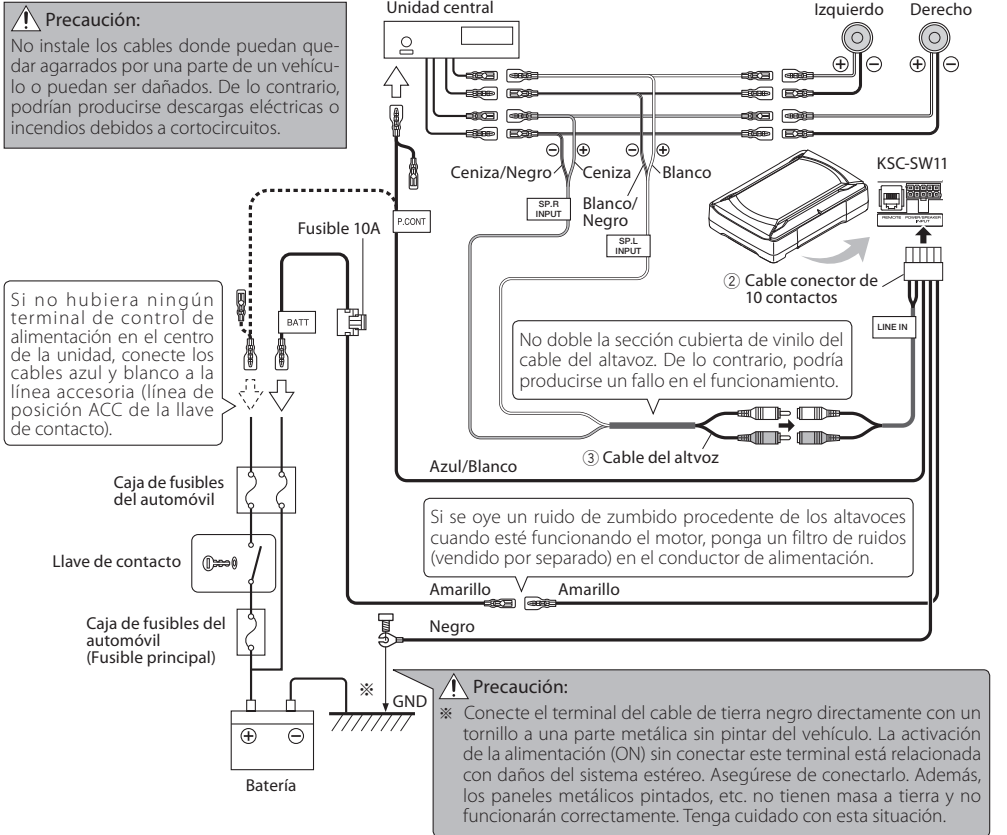 Precaución:
No instale los cables donde puedan que-
dar agarrados por una parte de un vehícu-
lo o puedan ser dañados. De lo contrario,
podrían producirse descargas eléctricas o
incendios debidos a cortocircuitos.
Unidad central
Izquierdo
Derecho
⊕
⊖
⊕
⊖
⊖
⊕
⊖
⊕
Ceniza/Negro
Ceniza
Blanco/
Negro
Blanco
SP.R
INPUT
SP.L
INPUT
KSC-SW11
REMOTE
POWER/SPEAKER
INPUT
② Cable conector de
10 contactos
LINE IN
P.CONT
Fusible 10A
BATT
Si no hubiera ningún
terminal de control de
alimentación en el centro
de la unidad, conecte los
cables azul y blanco a la
línea accesoria (línea de
posición ACC de la llave
de contacto).
No doble la sección cubierta de vinilo del
cable del altavoz. De lo contrario, podría
producirse un fallo en el funcionamiento.
③ Cable del altvoz
Azul/Blanco
Caja de fusibles
del automóvil
Si se oye un ruido de zumbido procedente de los altavoces
cuando esté funcionando el motor, ponga un filtro de ruidos
(vendido por separado) en el conductor de alimentación.
Llave de contacto
Amarillo
Amarillo
Caja de fusibles del
automóvil
(Fusible principal)
Negro
※
GND
⊕
⊖
Batería
Precaución:
※ Conecte el terminal del cable de tierra negro directamente con un
tornillo a una parte metálica sin pintar del vehículo. La activación
de la alimentación (ON) sin conectar este terminal está relacionada
con daños del sistema estéreo. Asegúrese de conectarlo. Además,
los paneles metálicos pintados, etc. no tienen masa a tierra y no
funcionarán correctamente. Tenga cuidado con esta situación.